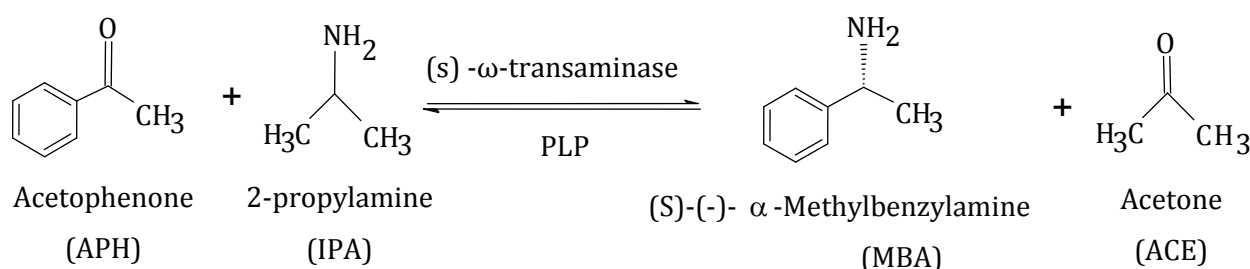 O
CH3
+
NH2
H3C
CH3
(s) -ω-transaminase
PLP
NH2
CH3
+
O
H3C
CH3
Acetophenone
(APH)
2-propylamine
(IPA)
(S)-(-)- α -Methylbenzylamine
(MBA)
Acetone
(ACE)